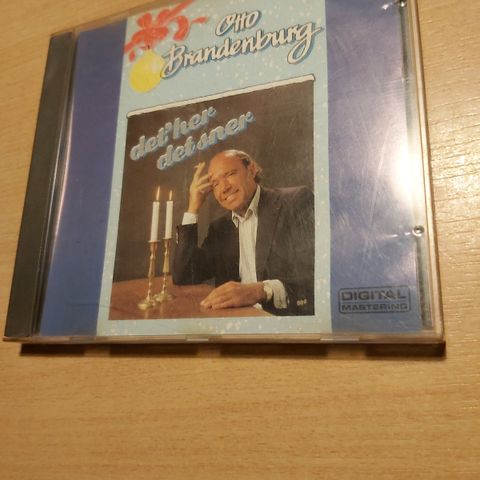 Otto
Brandenburg
det' her
det sner
DIGITAL
MASTERING